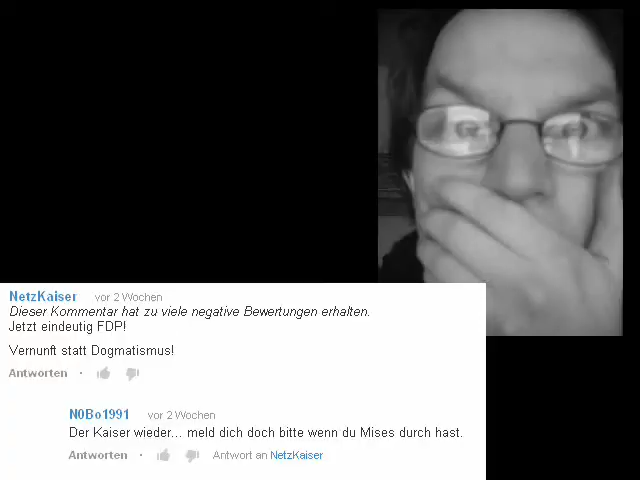 NetzKaiser vor 2 Wochen
Dieser Kommentar hat zu viele negative Bewertungen erhalten.
Jetzt eindeutig FDP!
Vernunft statt Dogmatismus!
Antworten ·
N0Bo1991 vor 2 Wochen
Der Kaiser wieder... meld dich doch bitte wenn du Mises durch hast.
Antworten · Antwort an NetzKaiser